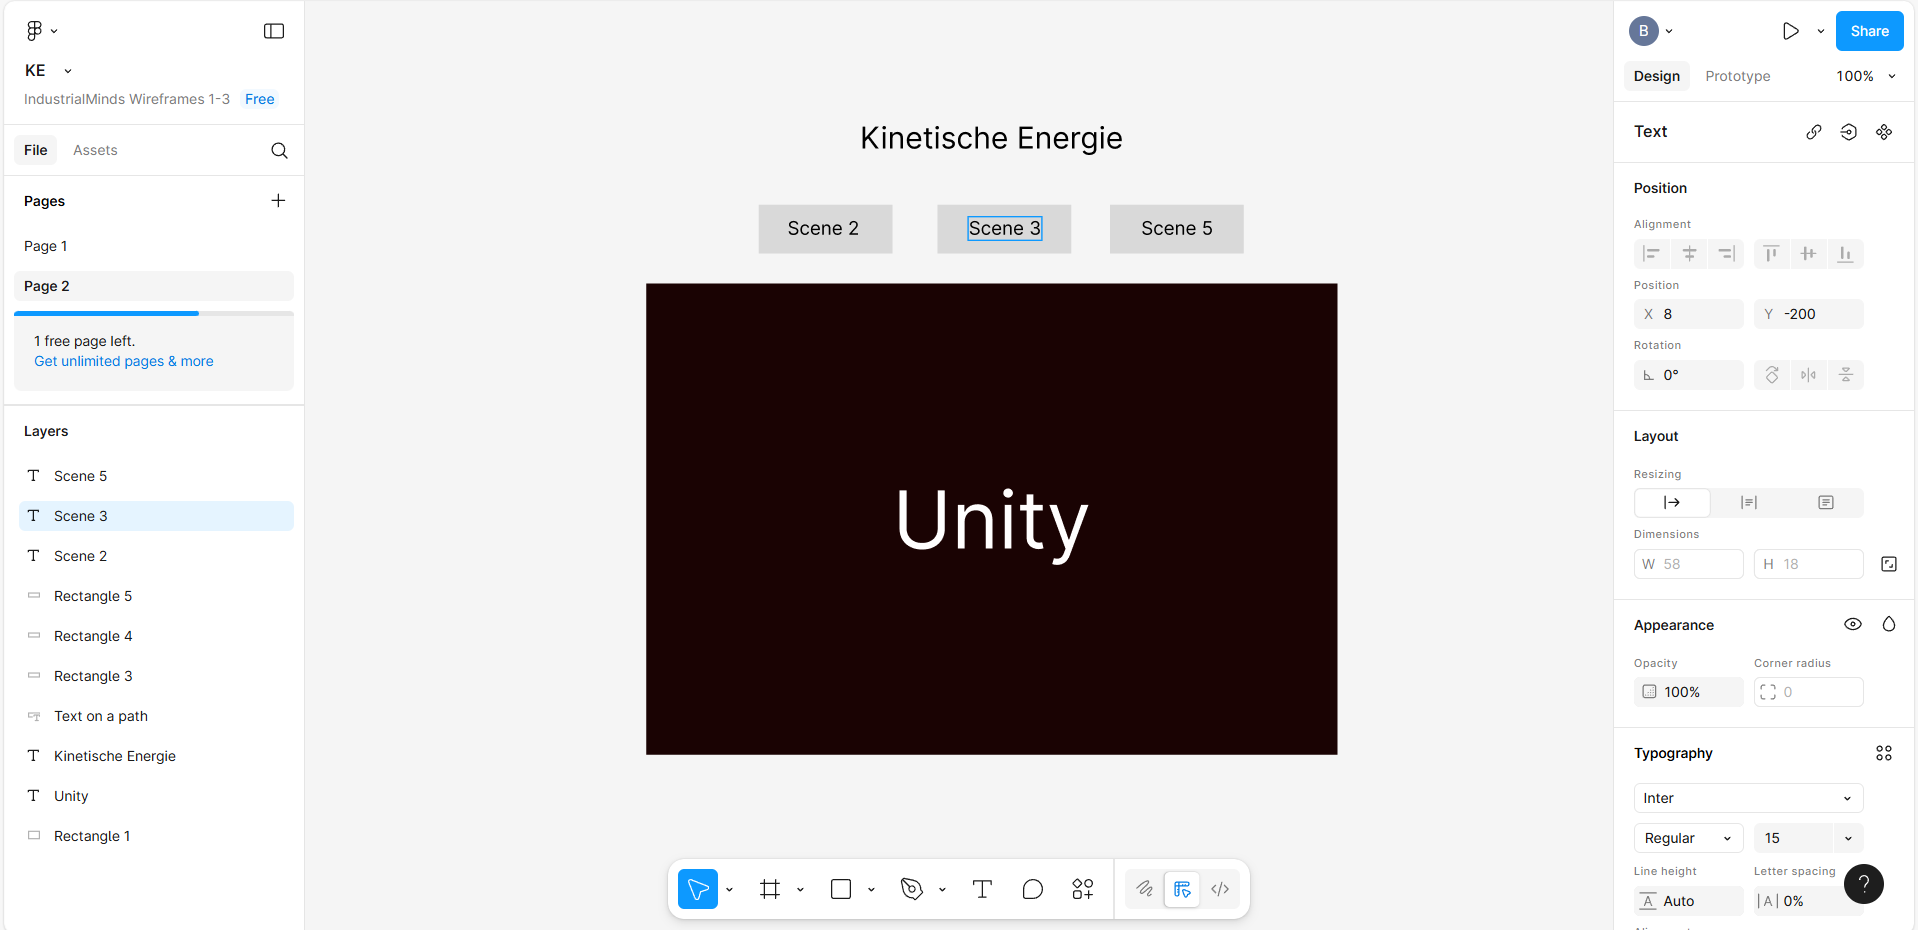 KE
IndustrialMinds Wireframes 1-3 Free
File Assets
Pages
Page 1
Page 2
1 free page left.
Get unlimited pages & more
Layers
Scene 5
Scene 3
Scene 2
Rectangle 5
Rectangle 4
Rectangle 3
Text on a path
Kinetische Energie
Unity
Rectangle 1
Kinetische Energie
Scene 2 Scene 3 Scene 5
Unity
B Share
Design Prototype 100%
Text
Position
Alignment
Position
X 8 Y -200
Rotation
0°
Layout
Resizing
Dimensions
W 58 H 18
Appearance
Opacity Corner radius
100% 0
Typography
Inter
Regular 15
Line height Letter spacing
Auto |A| 0%
?